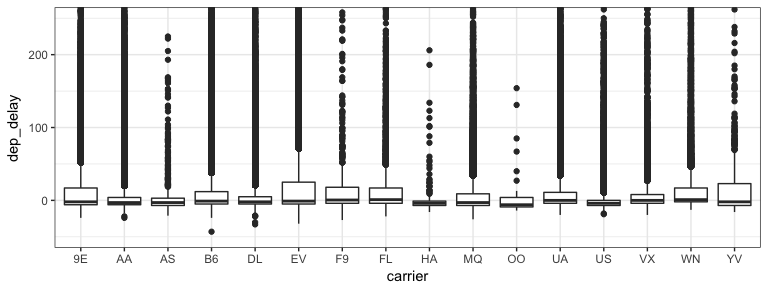 dep_delay
200
100
0
9E AA AS B6 DL EV F9 FL HA MQ OO UA US VX WN YV
carrier